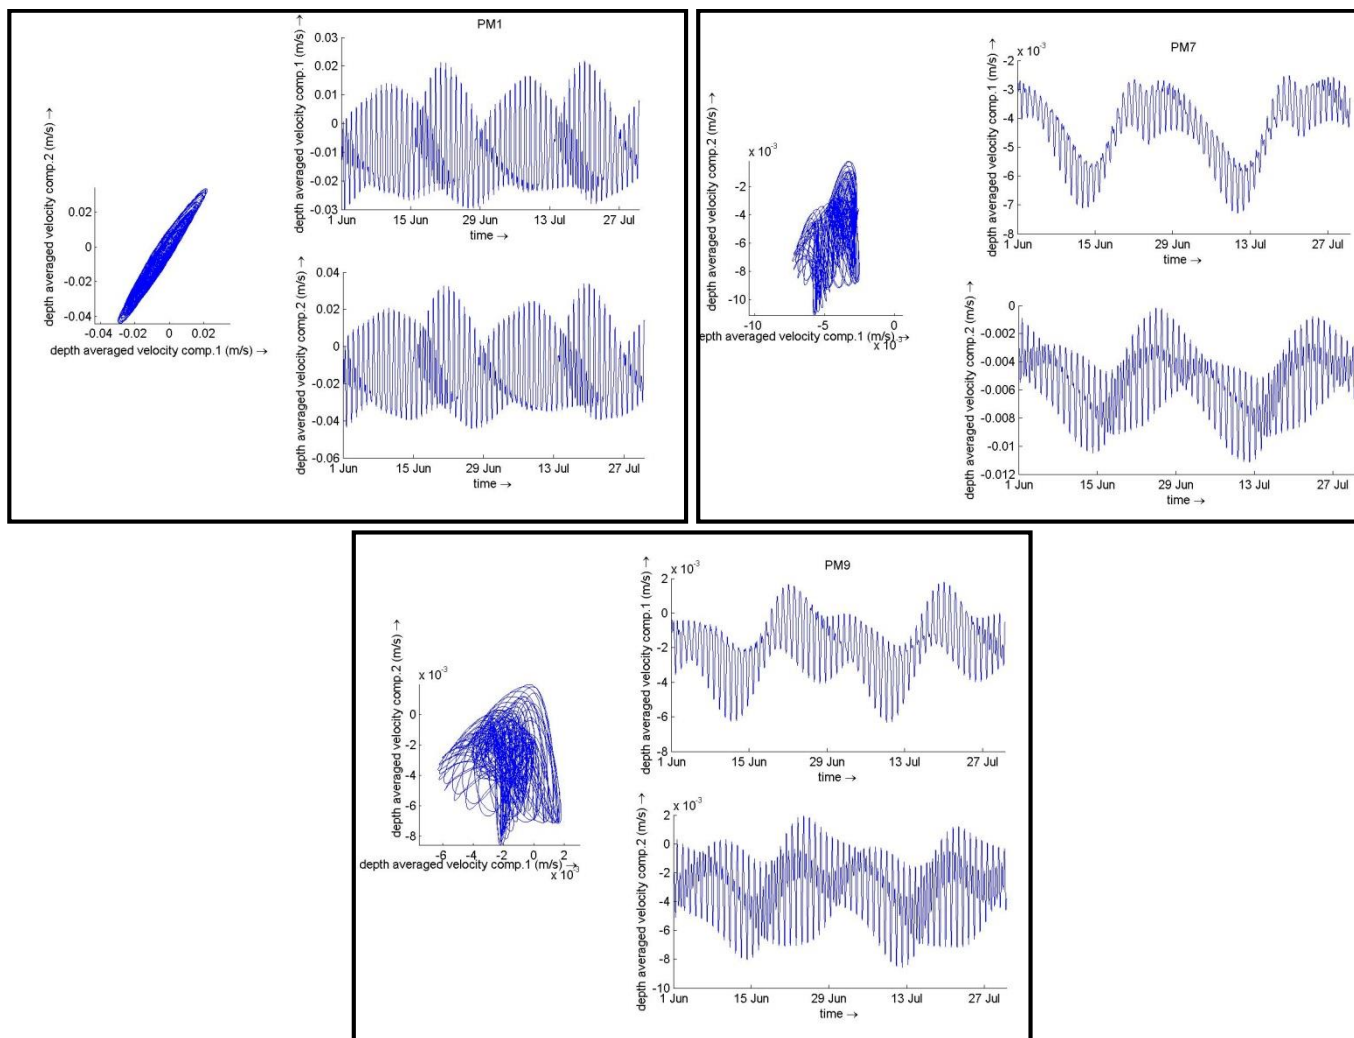 PM1
depth averaged velocity comp.1 (m/s) →
0.03
0.02
0.01
0
-0.01
-0.02
-0.03
1 Jun 15 Jun 29 Jun 13 Jul 27 Jul
time →
depth averaged velocity comp.2 (m/s) →
0.02
0
-0.02
-0.04
-0.04 -0.02 0 0.02
depth averaged velocity comp.1 (m/s) →
depth averaged velocity comp.2 (m/s) →
0.04
0.02
0
-0.02
-0.04
-0.06
1 Jun 15 Jun 29 Jun 13 Jul 27 Jul
time →
PM7
depth averaged velocity comp.1 (m/s) →
x 10⁻³
-2
-3
-4
-5
-6
-7
-8
1 Jun 15 Jun 29 Jun 13 Jul 27 Jul
time →
depth averaged velocity comp.2 (m/s) →
x 10⁻³
-2
-4
-6
-8
-10
-10 -5 0
depth averaged velocity comp.1 (m/s) →
x 10⁻³
depth averaged velocity comp.2 (m/s) →
0
-0.002
-0.004
-0.006
-0.008
-0.01
-0.012
1 Jun 15 Jun 29 Jun 13 Jul 27 Jul
time →
PM9
depth averaged velocity comp.1 (m/s) →
x 10⁻³
2
0
-2
-4
-6
-8
1 Jun 15 Jun 29 Jun 13 Jul 27 Jul
time →
depth averaged velocity comp.2 (m/s) →
x 10⁻³
0
-2
-4
-6
-8
-6 -4 -2 0 2
depth averaged velocity comp.1 (m/s) →
x 10⁻³
depth averaged velocity comp.2 (m/s) →
x 10⁻³
2
0
-2
-4
-6
-8
-10
1 Jun 15 Jun 29 Jun 13 Jul 27 Jul
time →